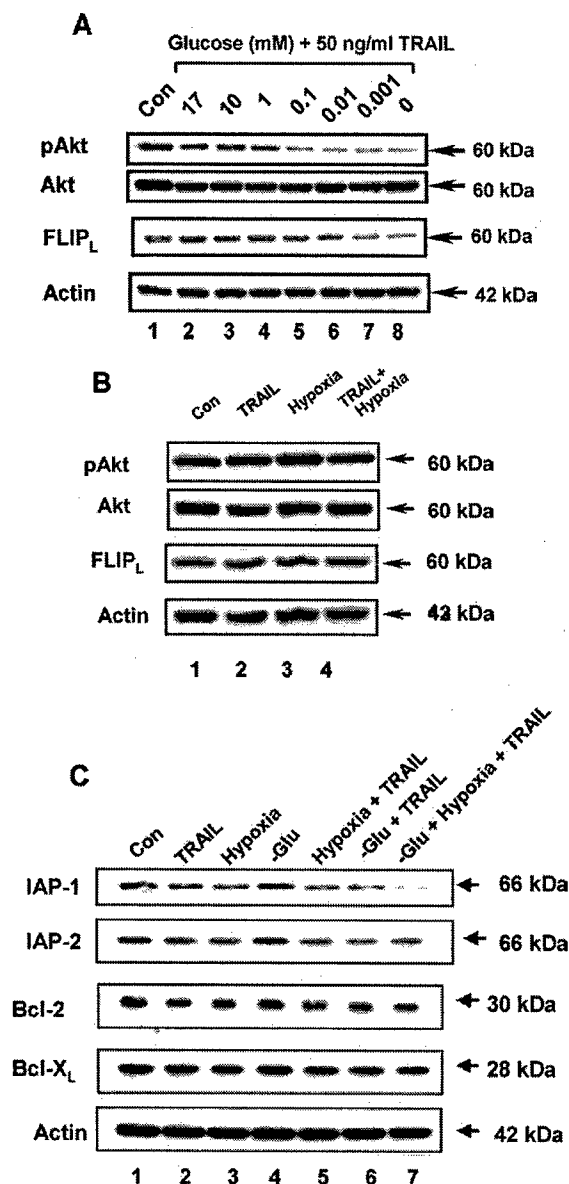 A
Glucose (mM) + 50 ng/ml TRAIL
Con 17 10 1 0.1 0.01 0.001 0
pAkt 60 kDa
Akt 60 kDa
FLIPL 60 kDa
Actin 42 kDa
1 2 3 4 5 6 7 8
B
Con TRAIL Hypoxia TRAIL+ Hypoxia
pAkt 60 kDa
Akt 60 kDa
FLIPL 60 kDa
Actin 42 kDa
1 2 3 4
C
Con TRAIL Hypoxia -Glu Hypoxia + TRAIL -Glu + TRAIL -Glu + Hypoxia + TRAIL
IAP-1 66 kDa
IAP-2 66 kDa
Bcl-2 30 kDa
Bcl-XL 28 kDa
Actin 42 kDa
1 2 3 4 5 6 7